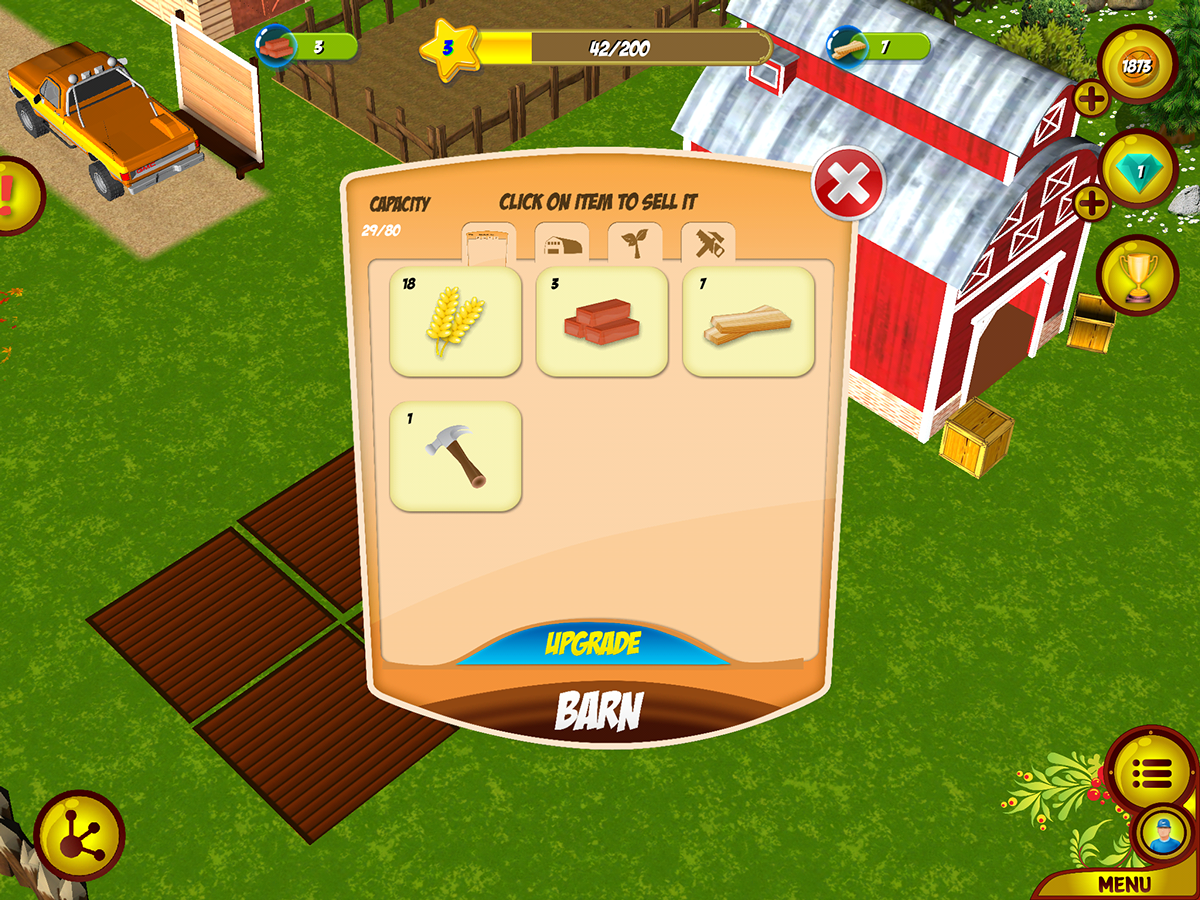 3
3
42/200
7
1873
1
CAPACITY
CLICK ON ITEM TO SELL IT
29/80
18
3
7
1
UPGRADE
BARN
MENU
!